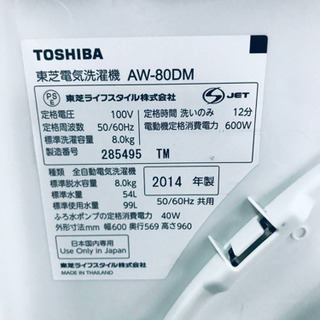 TOSHIBA
東芝電気洗濯機 AW-80DM
PS E 東芝ライフスタイル株式会社 S JET
定格電圧 100V 定格時間 洗いのみ 12分
定格周波数 50/60Hz 電動機定格消費電力 600W
標準洗濯容量 8.0kg
製造番号 285495 TM
種類 全自動電気洗濯機
標準脱水容量 8.0kg 2014 年製
標準水量 54L
標準使用水量 99L 50/60Hz 共用
ふろ水ポンプの定格消費電力 40W
外形寸法mm 幅600 奥行569 高さ960
日本国内専用
Use Only in Japan
東芝ライフスタイル株式会社
MADE IN THAILAND